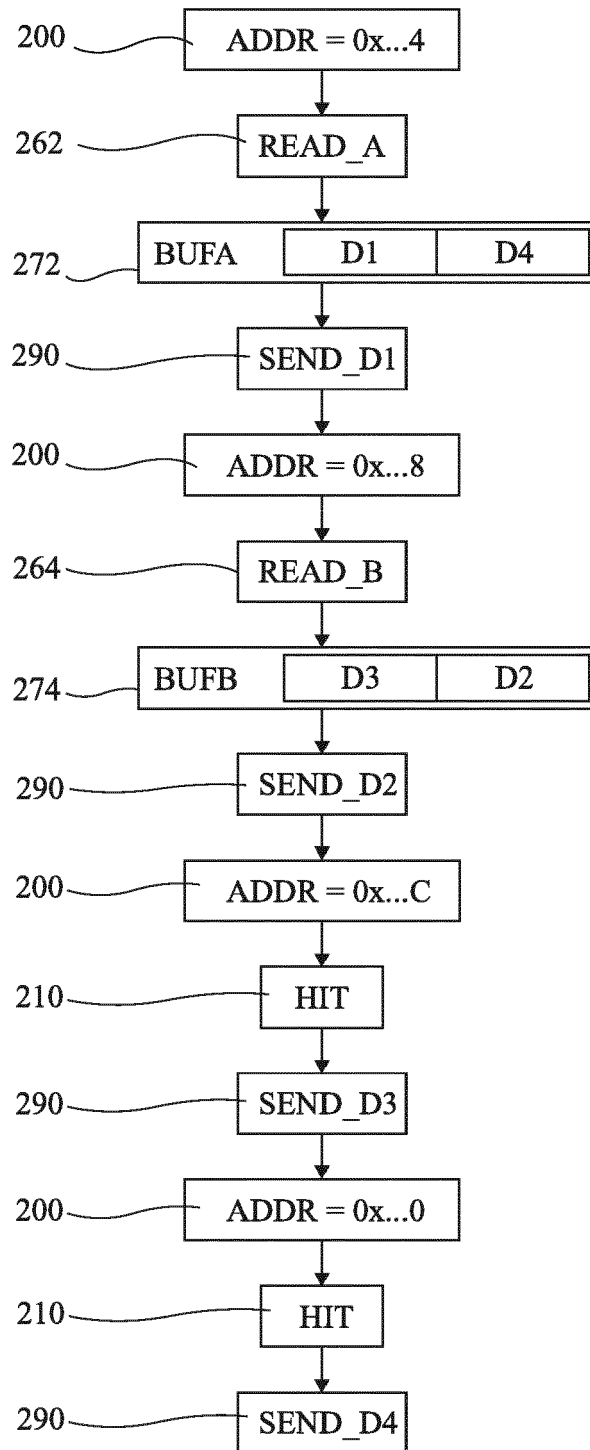 200 ADDR = 0x...4
262 READ_A
272 BUFA D1 D4
290 SEND_D1
200 ADDR = 0x...8
264 READ_B
274 BUFB D3 D2
290 SEND_D2
200 ADDR = 0x...C
210 HIT
290 SEND_D3
200 ADDR = 0x...0
210 HIT
290 SEND_D4